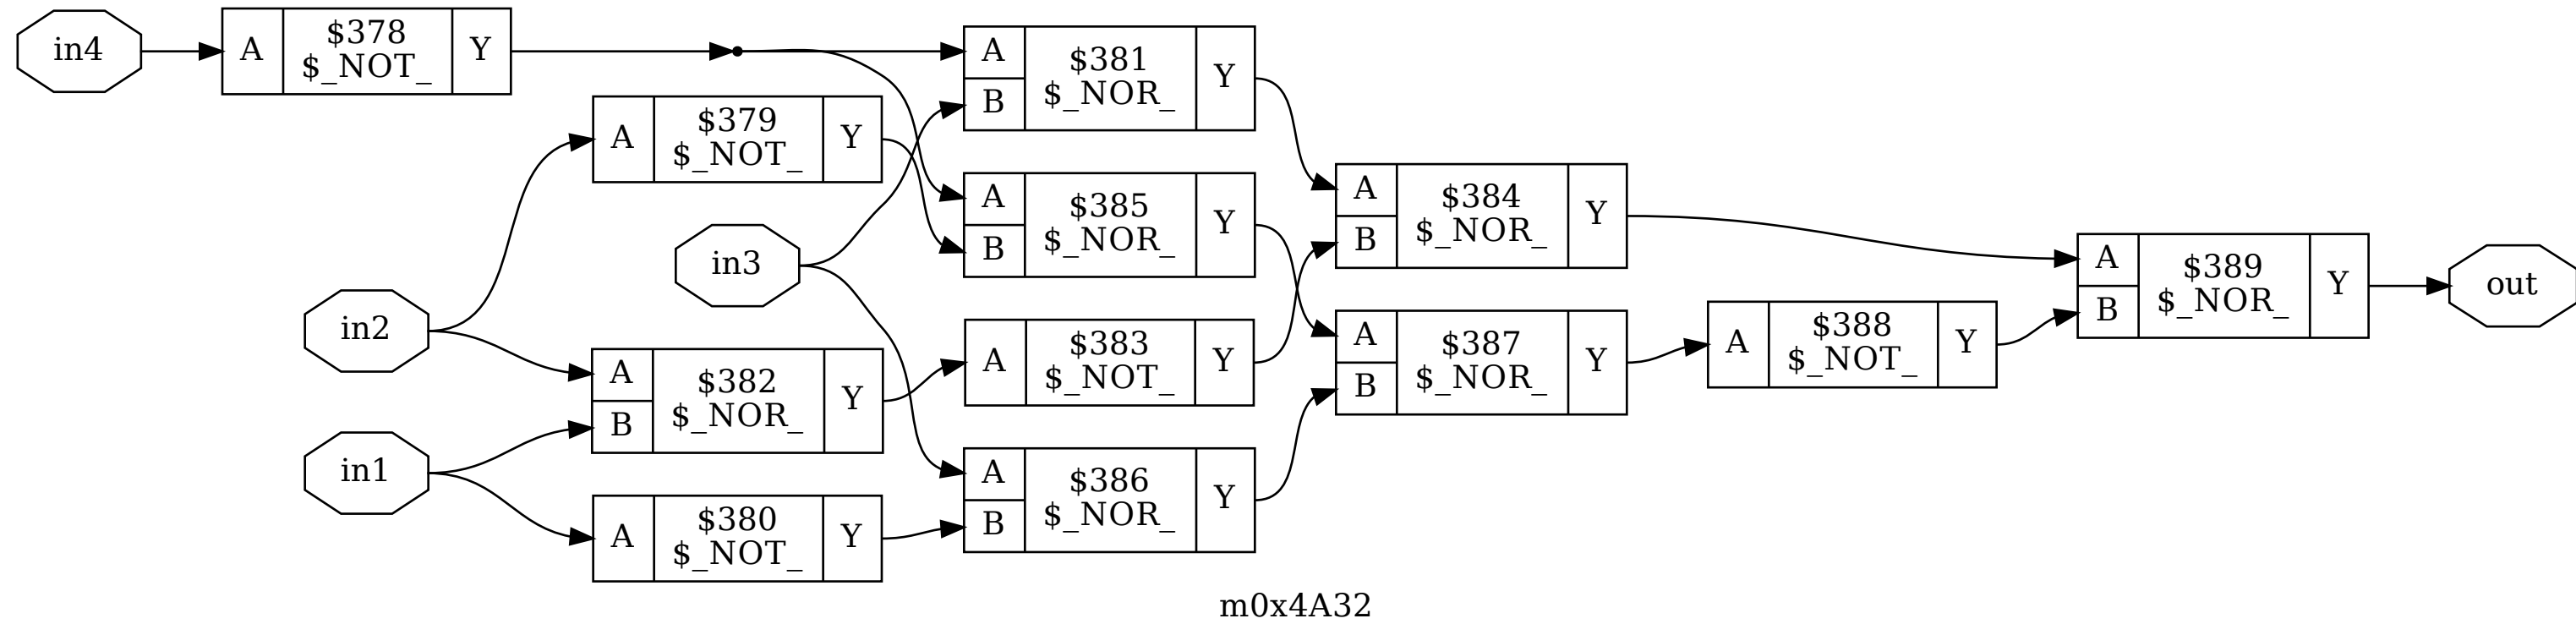 in4
A
$378
$_NOT_
Y
A
$379
$_NOT_
Y
in3
in2
A
B
$382
$_NOR_
Y
in1
A
$380
$_NOT_
Y
A
B
$381
$_NOR_
Y
A
B
$385
$_NOR_
Y
A
$383
$_NOT_
Y
A
B
$386
$_NOR_
Y
A
B
$384
$_NOR_
Y
A
B
$387
$_NOR_
Y
A
$388
$_NOT_
Y
A
B
$389
$_NOR_
Y
out
m0x4A32